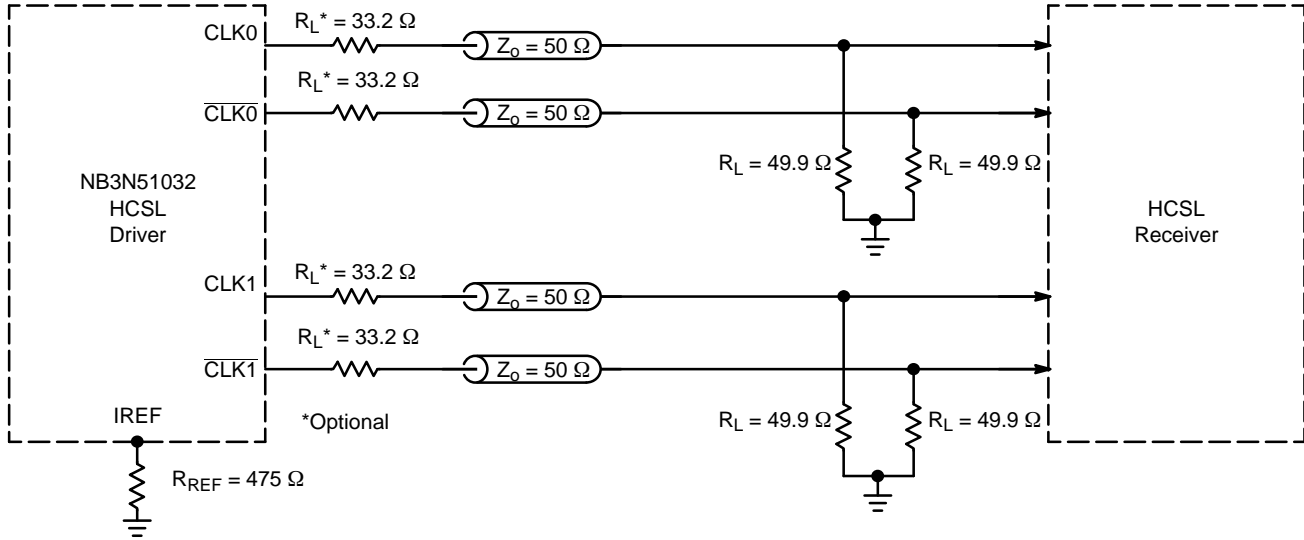 CLK0
R_L* = 33.2 Ω
Z_o = 50 Ω
R_L* = 33.2 Ω
C̅L̅K̅0̅
Z_o = 50 Ω
NB3N51032
HCSL
Driver
R_L = 49.9 Ω
R_L = 49.9 Ω
HCSL
Receiver
CLK1
R_L* = 33.2 Ω
Z_o = 50 Ω
R_L* = 33.2 Ω
C̅L̅K̅1̅
Z_o = 50 Ω
IREF
*Optional
R_L = 49.9 Ω
R_L = 49.9 Ω
R_REF = 475 Ω